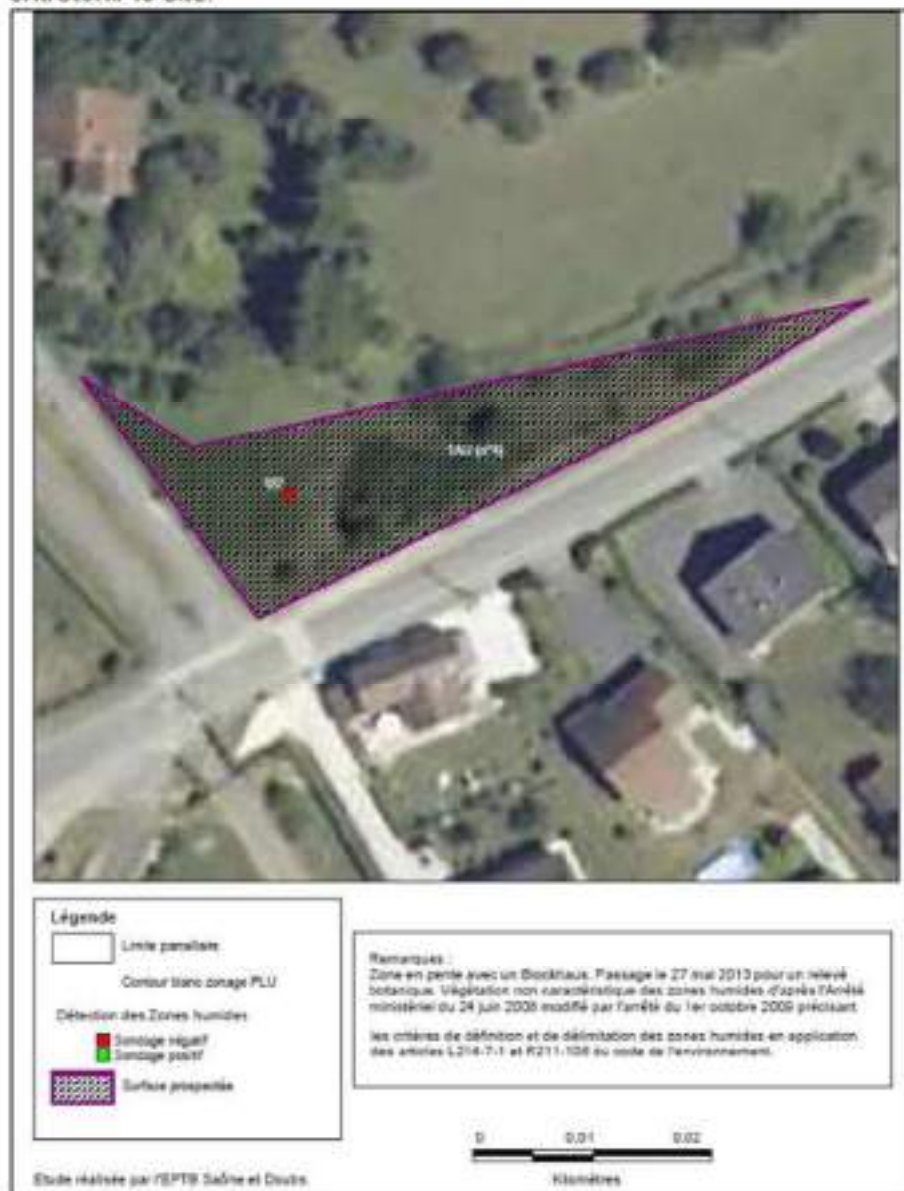 Légende
Limite parcellaire
Contour blanc zonage PLU
Détection des Zones humides
Sondage négatif
Sondage positif
Surface prospectée
Remarques :
Zone en pente avec un Blockhaus. Passage le 27 mai 2013 pour un relevé
botanique. Végétation non caractéristique des zones humides d'après l'Arrêté
ministériel du 24 juin 2008 modifié par l'arrêté du 1er octobre 2009 précisant
les critères de définition et de délimitation des zones humides en application
des articles L214-7-1 et R211-108 du code de l'environnement.
0 0,01 0,02
Kilomètres
Etude réalisée par l'EPTB Saône et Doubs.